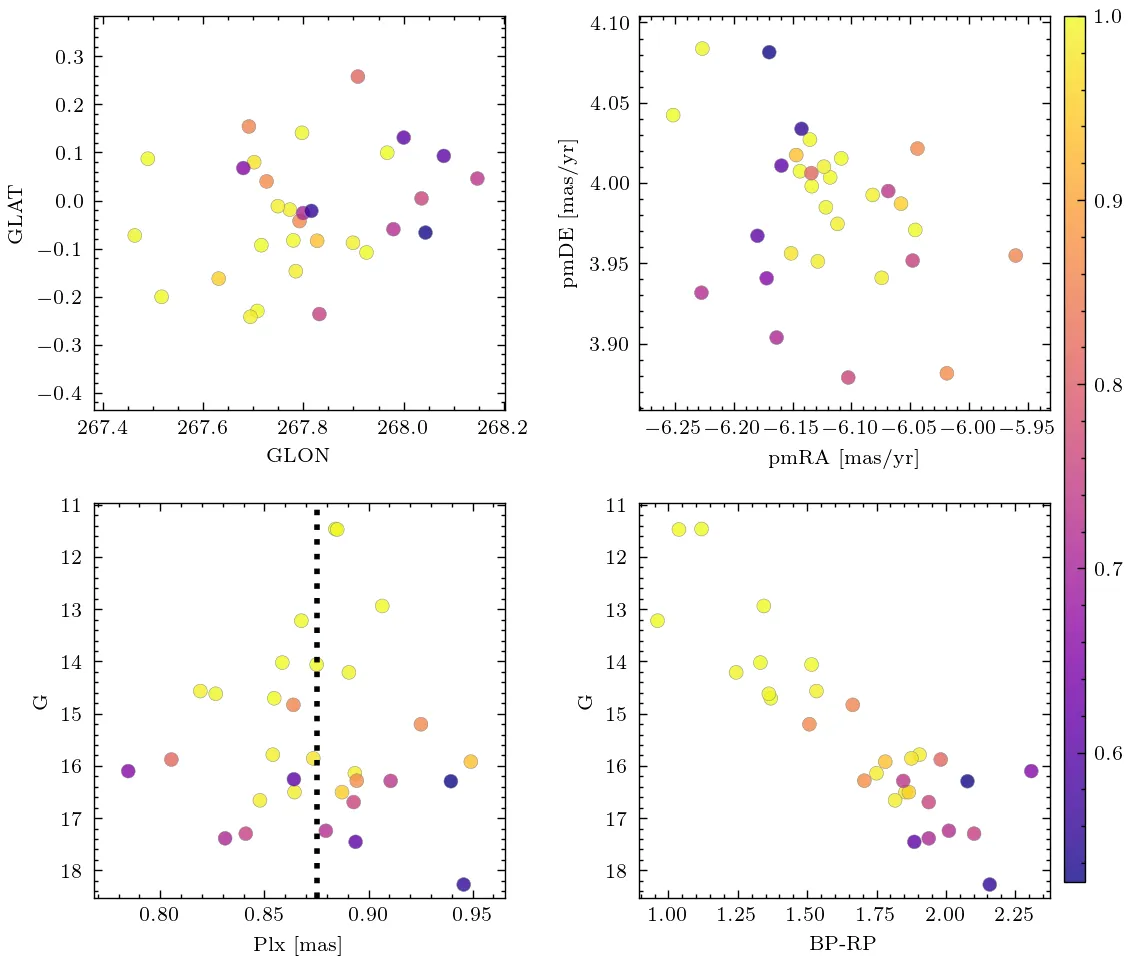 0.3
0.2
0.1
0.0
−0.1
−0.2
−0.3
−0.4
GLAT
267.4 267.6 267.8 268.0 268.2
GLON
4.10
4.05
4.00
3.95
3.90
pmDE [mas/yr]
−6.25 −6.20 −6.15 −6.10 −6.05 −6.00 −5.95
pmRA [mas/yr]
1.0
0.9
0.8
0.7
0.6
11
12
13
14
15
16
17
18
G
0.80 0.85 0.90 0.95
Plx [mas]
11
12
13
14
15
16
17
18
G
1.00 1.25 1.50 1.75 2.00 2.25
BP-RP